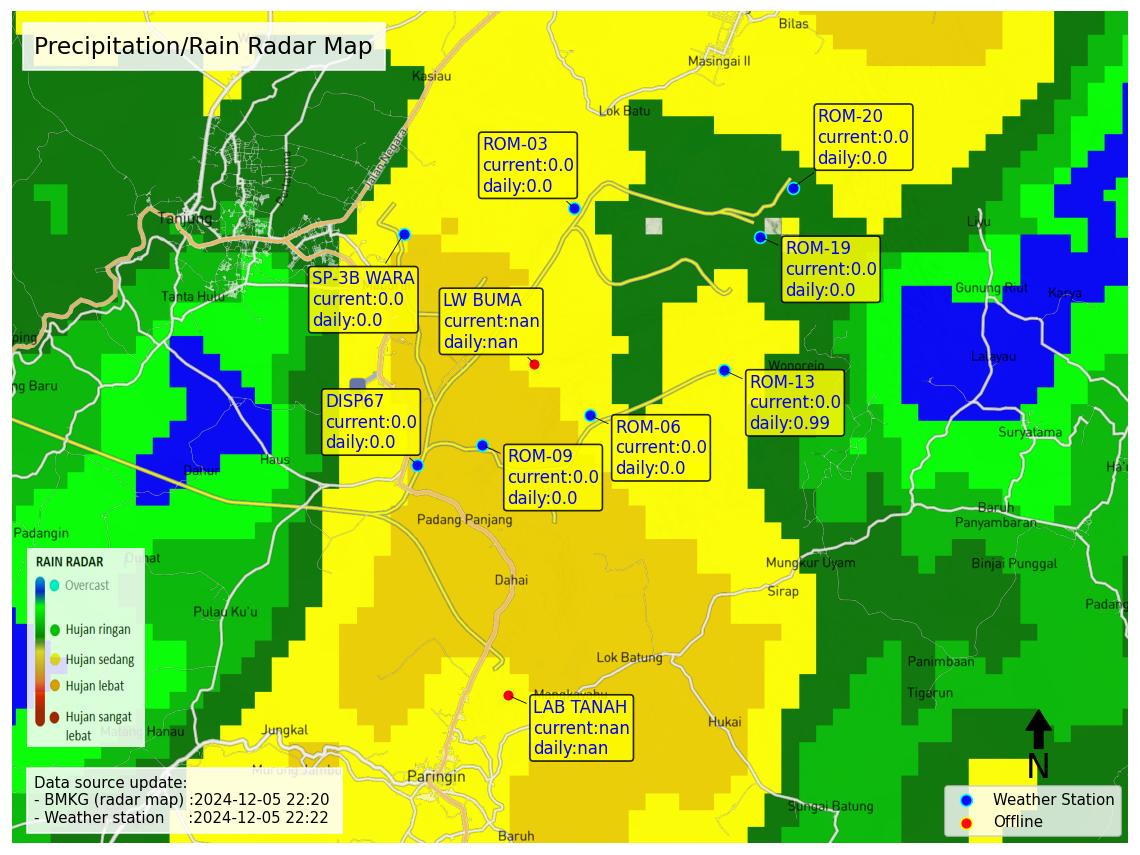 Precipitation/Rain Radar Map
Bilas
Masingai II
Kasiau
Lok Batu
Jalan Negara
Tanjung
ROM-20
current:0.0
daily:0.0
ROM-03
current:0.0
daily:0.0
ROM-19
current:0.0
daily:0.0
SP-3B WARA
current:0.0
daily:0.0
LW BUMA
current:nan
daily:nan
Liyu
Gunung Riut
Karya
Lalayau
Tanta Hulu
ping
ng Baru
Wonorejo
ROM-13
current:0.0
daily:0.99
DISP67
current:0.0
daily:0.0
ROM-06
current:0.0
daily:0.0
ROM-09
current:0.0
daily:0.0
Suryatama
Haus
Dahur
Baruh
Panyambaran
Padang Panjang
Padangin
Mungkur Uyam
Binjai Punggal
Dahai
Sirap
Pulau Ku'u
Padang
Lok Batung
Panimbaan
Tigarun
RAIN RADAR
Overcast
Hujan ringan
Hujan sedang
Hujan lebat
Hujan sangat
lebat
LAB TANAH
current:nan
daily:nan
Hukai
Jungkal
Murung Jambu
Paringin
Sungai Batung
Baruh
N
Data source update:
- BMKG (radar map) :2024-12-05 22:20
- Weather station :2024-12-05 22:22
Weather Station
Offline